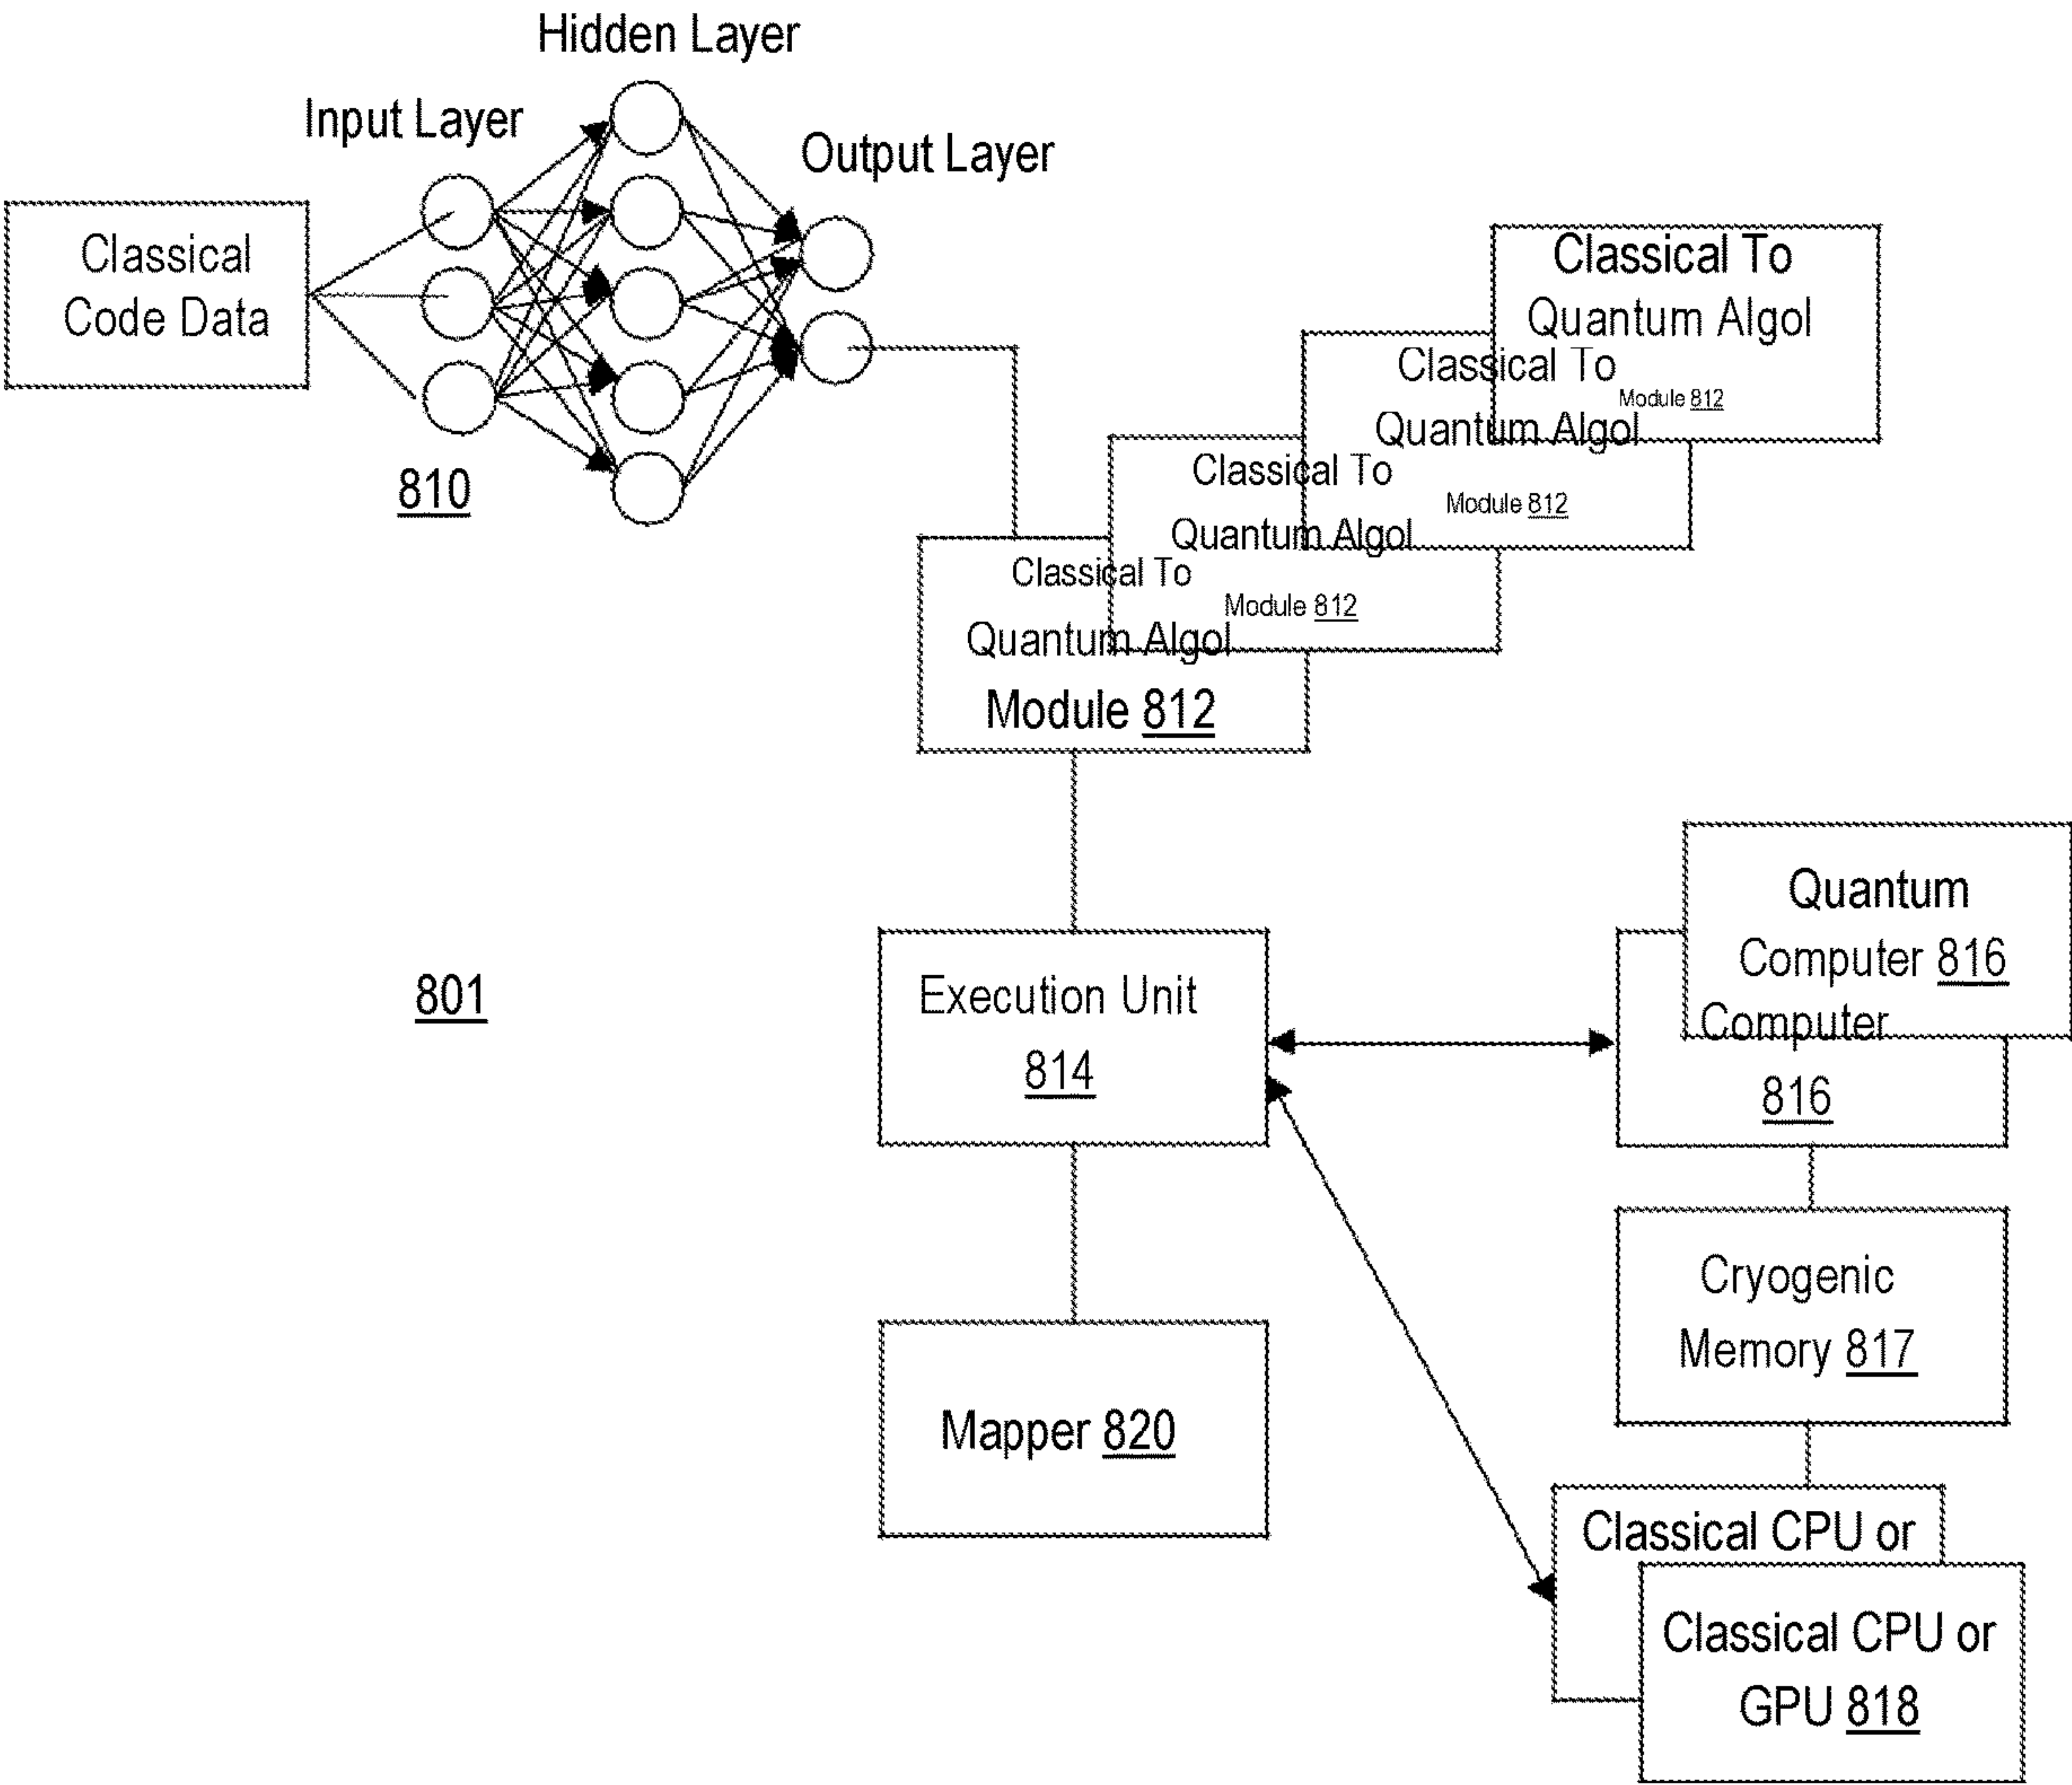 Hidden Layer
Input Layer
Output Layer
Classical
Code Data
810
Classical To
Quantum Algol
Module 812
Classical To
Quantum Algol
Module 812
Classical To
Quantum Algol
Module 812
Classical To
Quantum Algol
Module 812
801
Execution Unit
814
Quantum
Computer 816
Computer
816
Cryogenic
Memory 817
Mapper 820
Classical CPU or
Classical CPU or
GPU 818